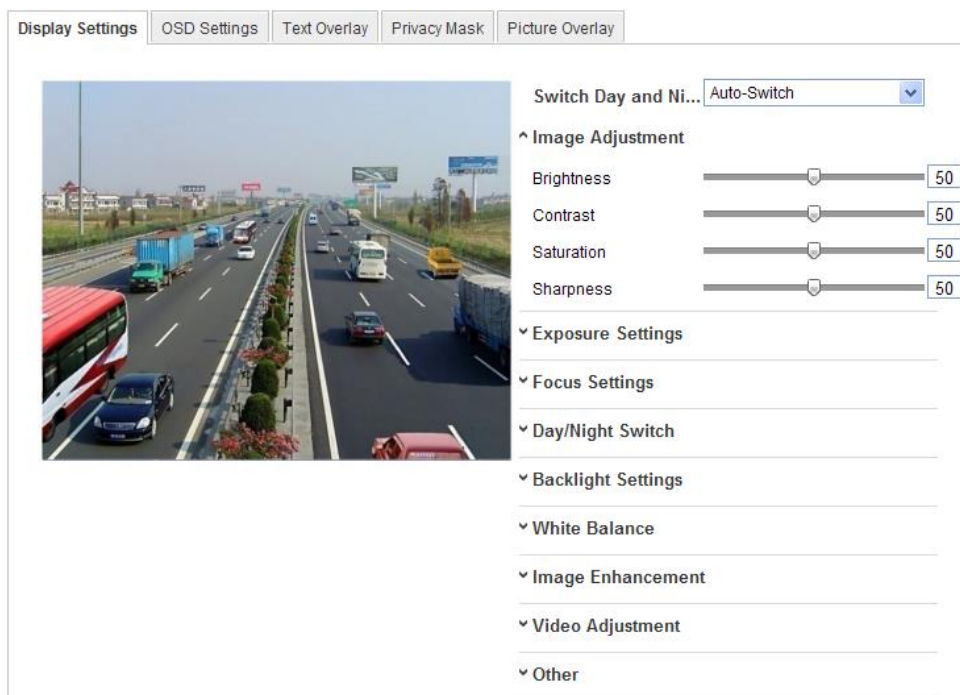 Display Settings
OSD Settings
Text Overlay
Privacy Mask
Picture Overlay
Switch Day and Ni... Auto-Switch
Image Adjustment
Brightness 50
Contrast 50
Saturation 50
Sharpness 50
Exposure Settings
Focus Settings
Day/Night Switch
Backlight Settings
White Balance
Image Enhancement
Video Adjustment
Other